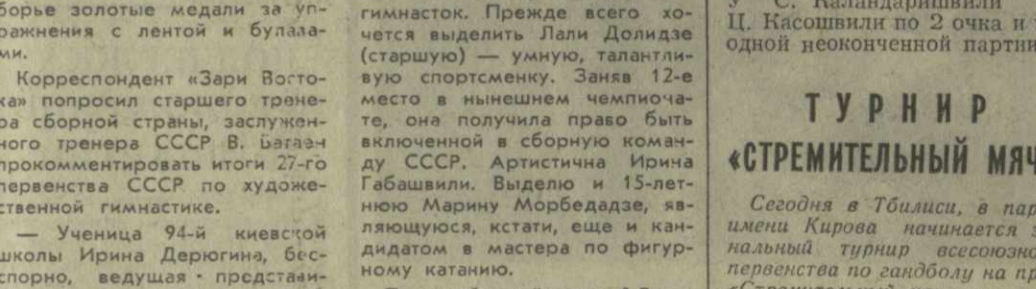 борье золотые медали за уп-
ражнения с лентой и булава-
ми.
Корреспондент «Зари Восто-
ка» попросил старшего трене-
ра сборной страны, заслужен-
ного тренера СССР В.
прокомментировать итоги 27-го
первенства СССР по художе-
ственной гимнастике.
— Ученица 94-й киевской
школы Ирина Дерюгина, бес-
спорно, ведущая представи-
гимнасток. Прежде всего хо-
чется выделить Лали Долидзе
(старшую) — умную, талантли-
вую спортсменку. Заняв 12-е
место в нынешнем чемпиона-
те, она получила право быть
включенной в сборную коман-
ду СССР. Артистична Ирина
Габашвили. Выделю и 15-лет-
нюю Марину Морбедадзе, яв-
ляющуюся, кстати, еще и кан-
дидатом в мастера по фигур-
ному катанию.
У С. Каландаришвили
Ц. Касошвили по 2 очка и
одной неоконченной партии
ТУРНИР
«СТРЕМИТЕЛЬНЫЙ МЯЧ
Сегодня в Тбилиси, в пар
имени Кирова начинается з
нальный турнир всесоюзно
первенства по гандболу на пр